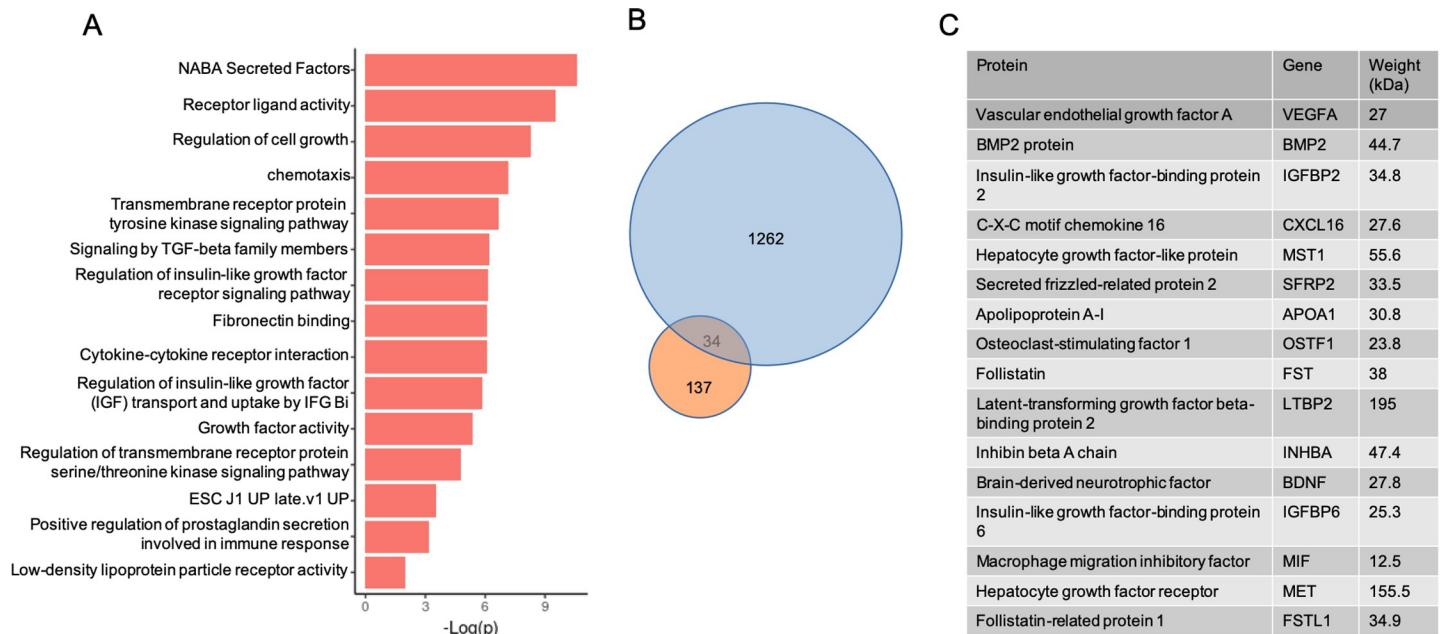 A
NABA Secreted Factors
Receptor ligand activity
Regulation of cell growth
chemotaxis
Transmembrane receptor protein
tyrosine kinase signaling pathway
Signaling by TGF-beta family members
Regulation of insulin-like growth factor
receptor signaling pathway
Fibronectin binding
Cytokine-cytokine receptor interaction
Regulation of insulin-like growth factor
(IGF) transport and uptake by IFG Bi
Growth factor activity
Regulation of transmembrane receptor protein
serine/threonine kinase signaling pathway
ESC J1 UP late.v1 UP
Positive regulation of prostaglandin secretion
involved in immune response
Low-density lipoprotein particle receptor activity
0 3 6 9
-Log(p)
B
1262
34
137
C
Protein Gene Weight
(kDa)
Vascular endothelial growth factor A VEGFA 27
BMP2 protein BMP2 44.7
Insulin-like growth factor-binding protein IGFBP2 34.8
2
C-X-C motif chemokine 16 CXCL16 27.6
Hepatocyte growth factor-like protein MST1 55.6
Secreted frizzled-related protein 2 SFRP2 33.5
Apolipoprotein A-I APOA1 30.8
Osteoclast-stimulating factor 1 OSTF1 23.8
Follistatin FST 38
Latent-transforming growth factor beta- LTBP2 195
binding protein 2
Inhibin beta A chain INHBA 47.4
Brain-derived neurotrophic factor BDNF 27.8
Insulin-like growth factor-binding protein IGFBP6 25.3
6
Macrophage migration inhibitory factor MIF 12.5
Hepatocyte growth factor receptor MET 155.5
Follistatin-related protein 1 FSTL1 34.9